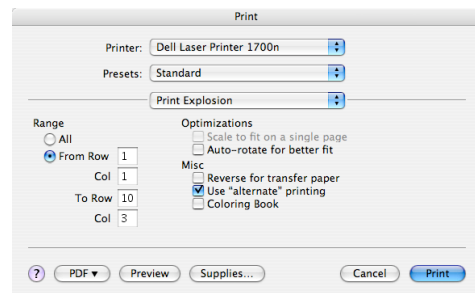 Print
Printer: Dell Laser Printer 1700n
Presets: Standard
Print Explosion
Range
All
From Row 1
Col 1
To Row 10
Col 3
Optimizations
Scale to fit on a single page
Auto-rotate for better fit
Misc
Reverse for transfer paper
Use "alternate" printing
Coloring Book
? PDF▼ Preview Supplies... Cancel Print